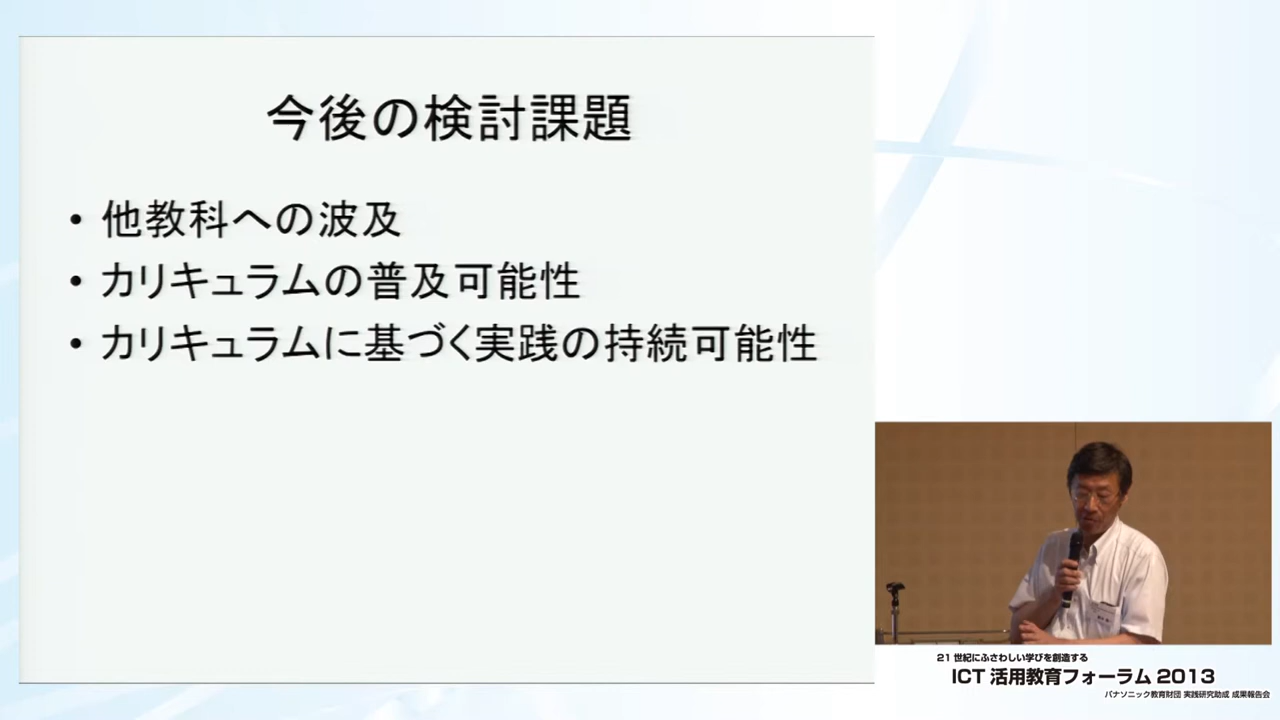 今後の検討課題
• 他教科への波及
• カリキュラムの普及可能性
• カリキュラムに基づく実践の持続可能性
21 世紀にふさわしい学びを創造する
ICT 活用教育フォーラム 2013
パナソニック教育財団 実践研究助成 成果報告会